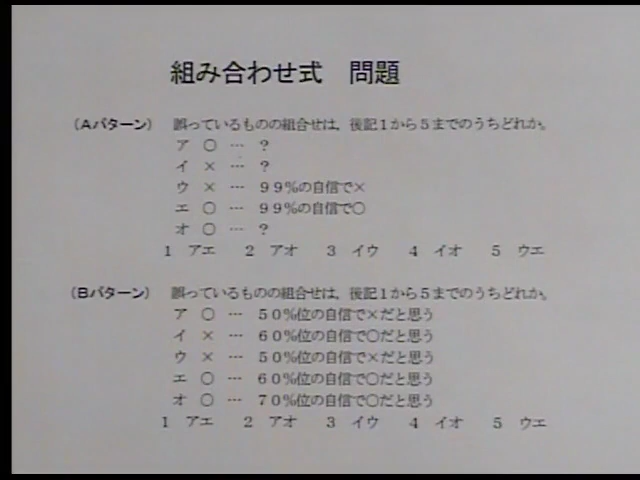 組み合わせ式　問題
(Aパターン)　誤っているものの組合せは，後記１から５までのうちどれか。
ア　○　…　？
イ　×　…　？
ウ　×　…　９９％の自信で×
エ　○　…　９９％の自信で○
オ　○　…　？
１　アエ　　２　アオ　　３　イウ　　４　イオ　　５　ウエ
(Bパターン)　誤っているものの組合せは，後記１から５までのうちどれか。
ア　○　…　５０％位の自信で×だと思う
イ　×　…　６０％位の自信で○だと思う
ウ　×　…　５０％位の自信で×だと思う
エ　○　…　６０％位の自信で○だと思う
オ　○　…　７０％位の自信で○だと思う
１　アエ　　２　アオ　　３　イウ　　４　イオ　　５　ウエ